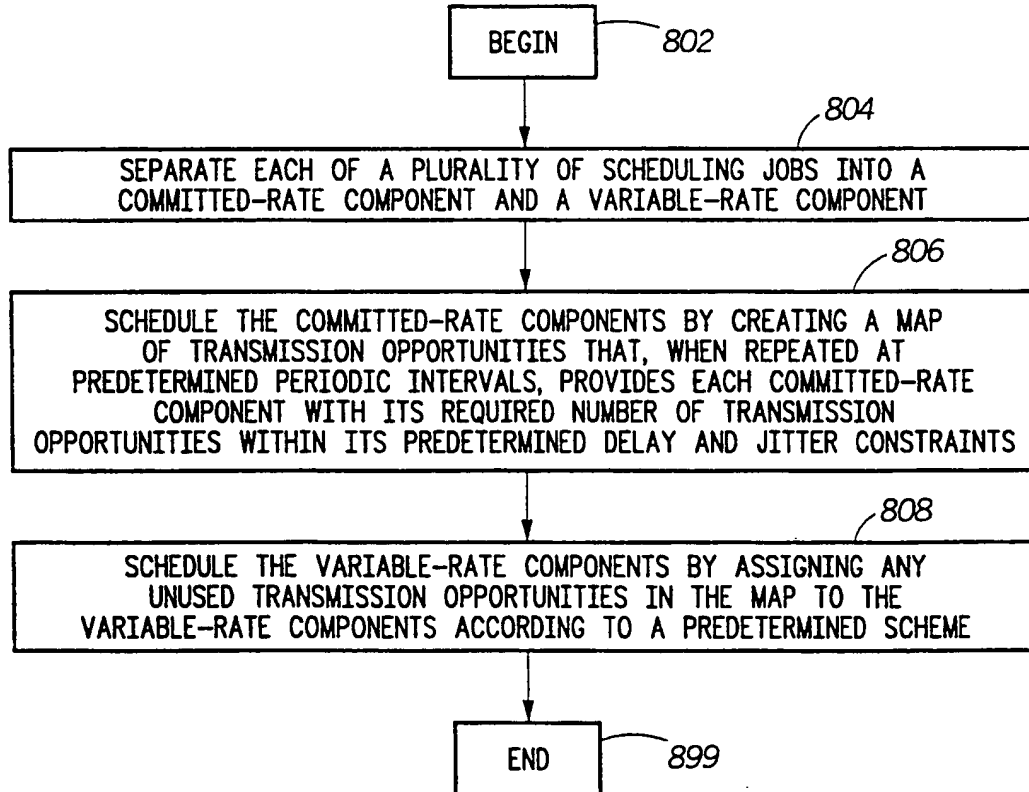 BEGIN
802
804
SEPARATE EACH OF A PLURALITY OF SCHEDULING JOBS INTO A
COMMITTED-RATE COMPONENT AND A VARIABLE-RATE COMPONENT
806
SCHEDULE THE COMMITTED-RATE COMPONENTS BY CREATING A MAP
OF TRANSMISSION OPPORTUNITIES THAT, WHEN REPEATED AT
PREDETERMINED PERIODIC INTERVALS, PROVIDES EACH COMMITTED-RATE
COMPONENT WITH ITS REQUIRED NUMBER OF TRANSMISSION
OPPORTUNITIES WITHIN ITS PREDETERMINED DELAY AND JITTER CONSTRAINTS
808
SCHEDULE THE VARIABLE-RATE COMPONENTS BY ASSIGNING ANY
UNUSED TRANSMISSION OPPORTUNITIES IN THE MAP TO THE
VARIABLE-RATE COMPONENTS ACCORDING TO A PREDETERMINED SCHEME
END
899